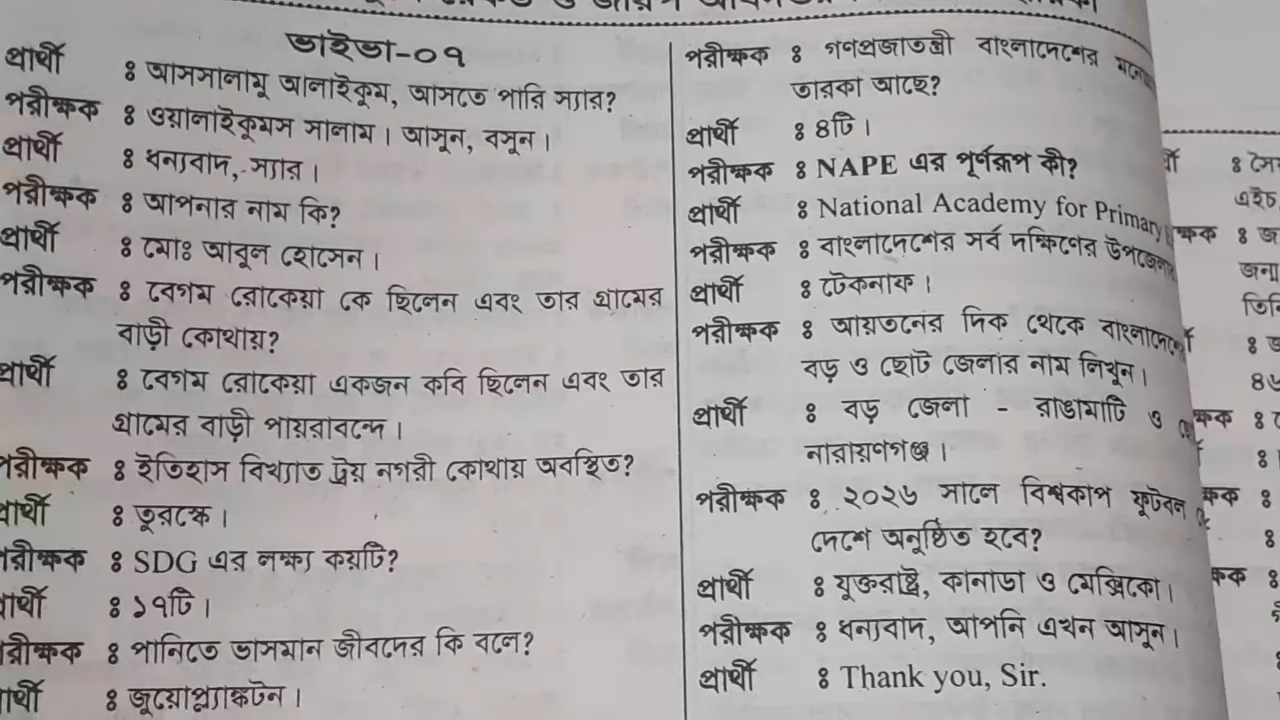 ভাইভা-০৭
প্রার্থী ঃ আসসালামু আলাইকুম, আসতে পারি স্যার?
পরীক্ষক ঃ ওয়ালাইকুমস সালাম। আসুন, বসুন।
প্রার্থী ঃ ধন্যবাদ, স্যার।
পরীক্ষক ঃ আপনার নাম কি?
প্রার্থী ঃ মোঃ আবুল হোসেন।
পরীক্ষক ঃ বেগম রোকেয়া কে ছিলেন এবং তার গ্রামের
বাড়ী কোথায়?
প্রার্থী ঃ বেগম রোকেয়া একজন কবি ছিলেন এবং তার
গ্রামের বাড়ী পায়রাবন্দে।
পরীক্ষক ঃ ইতিহাস বিখ্যাত ট্রয় নগরী কোথায় অবস্থিত?
প্রার্থী ঃ তুরস্কে।
পরীক্ষক ঃ SDG এর লক্ষ্য কয়টি?
প্রার্থী ঃ ১৭টি।
পরীক্ষক ঃ পানিতে ভাসমান জীবদের কি বলে?
প্রার্থী ঃ জুয়োপ্ল্যাঙ্কটন।
পরীক্ষক ঃ গণপ্রজাতন্ত্রী বাংলাদেশের
তারকা আছে?
প্রার্থী ঃ ৪টি।
পরীক্ষক ঃ NAPE এর পূর্ণরূপ কী?
প্রার্থী ঃ National Academy for Primary
পরীক্ষক ঃ বাংলাদেশের সর্ব দক্ষিণের
প্রার্থী ঃ টেকনাফ।
পরীক্ষক ঃ আয়তনের দিক থেকে
বড় ও ছোট জেলার নাম লিখুন।
প্রার্থী ঃ বড় জেলা - রাঙামাটি ও
নারায়ণগঞ্জ।
পরীক্ষক ঃ ২০২৬ সালে বিশ্বকাপ ফুটবল
দেশে অনুষ্ঠিত হবে?
প্রার্থী ঃ যুক্তরাষ্ট্র, কানাডা ও মেক্সিকো।
পরীক্ষক ঃ ধন্যবাদ, আপনি এখন আসুন।
প্রার্থী ঃ Thank you, Sir.